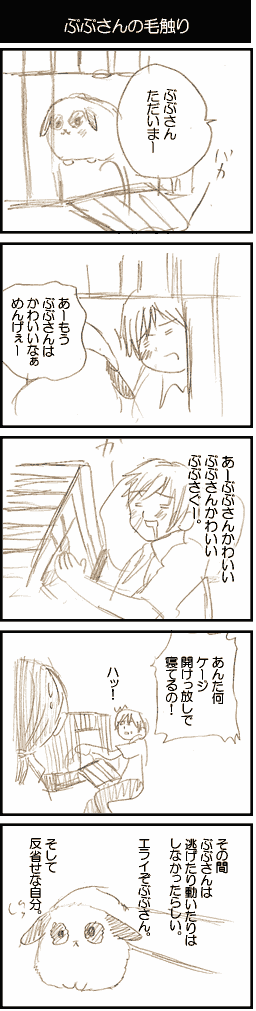 ぶぶさんの毛触り
ぶぶさん
ただいまー
パカ
あーもう
ぶぶさんは
かわいいなぁ
めんげぇー
あーぶぶさんかわいい
ぶぶさんかわいい
ぶぶさぐー。
あんた何
ケージ
開けっ放しで
寝てるの!
ハッ!
その間
ぶぶさんは
逃げたり動いたりは
しなかったらしい。
エライぞぶぶさん。
そして
反省せな自分。